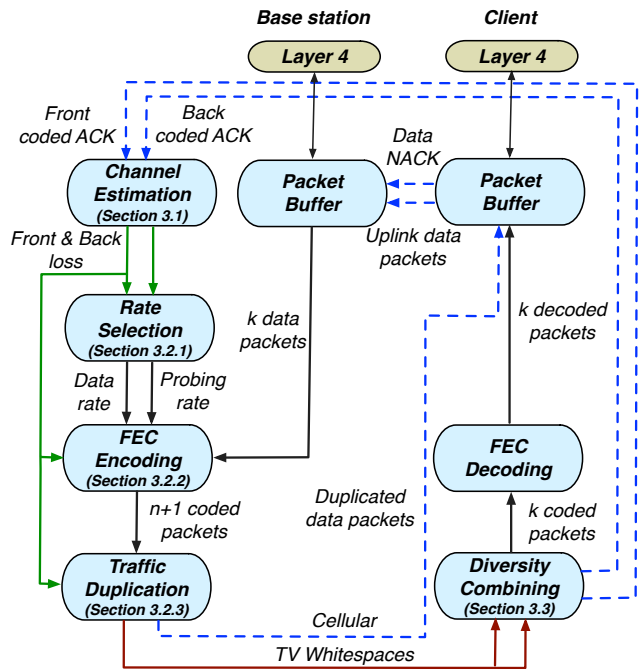 Base station
Client
Layer 4
Layer 4
Front
coded ACK
Back
coded ACK
Data
NACK
Channel
Estimation
(Section 3.1)
Packet
Buffer
Packet
Buffer
Uplink data
packets
Front & Back
loss
Rate
Selection
(Section 3.2.1)
k data
packets
k decoded
packets
Data
rate
Probing
rate
FEC
Encoding
(Section 3.2.2)
FEC
Decoding
n+1 coded
packets
Duplicated
data packets
k coded
packets
Traffic
Duplication
(Section 3.2.3)
Diversity
Combining
(Section 3.3)
Cellular
TV Whitespaces